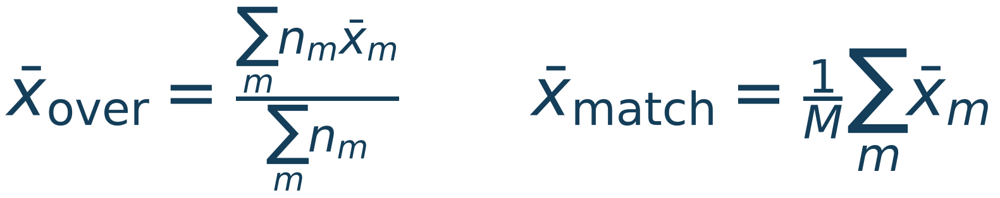 x̄_over = ∑_m n_m x̄_m / ∑_m n_m
x̄_match = 1/M ∑_m x̄_m